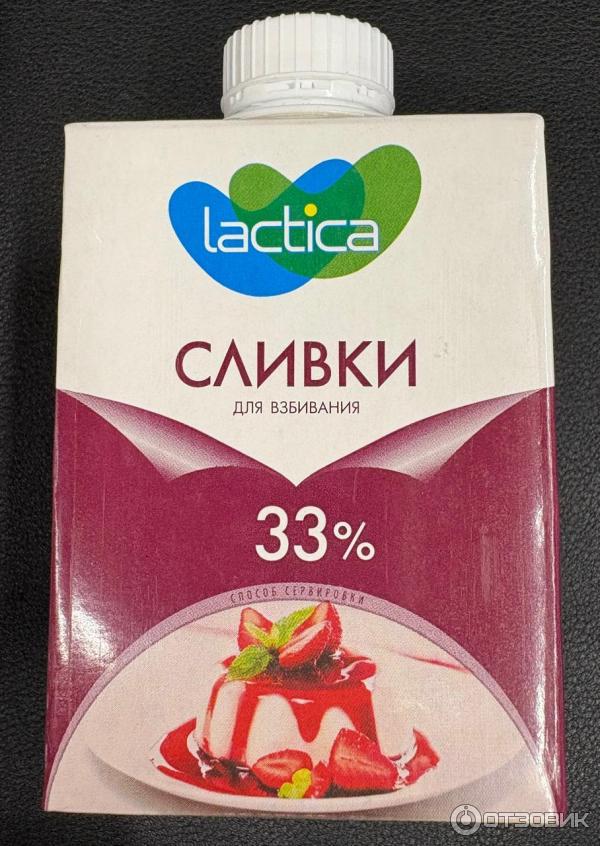 lactica
СЛИВКИ
ДЛЯ ВЗБИВАНИЯ
33%
СПОСОБ СЕРВИРОВКИ
ОТЗОВИК